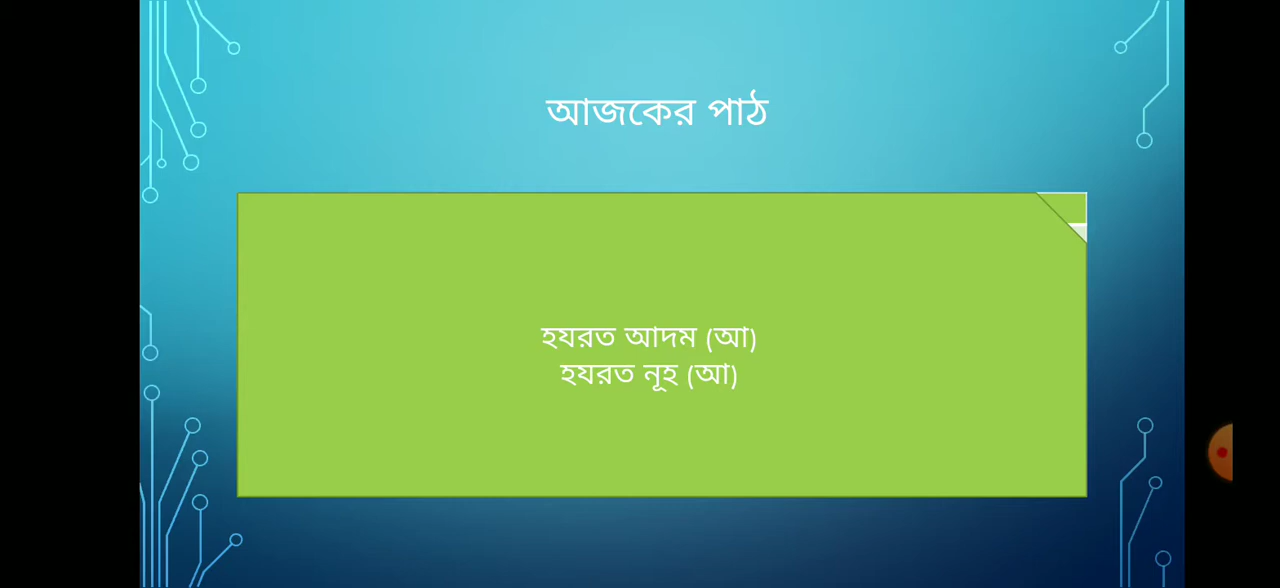 আজকের পাঠ
হযরত আদম (আ)
হযরত নূহ (আ)